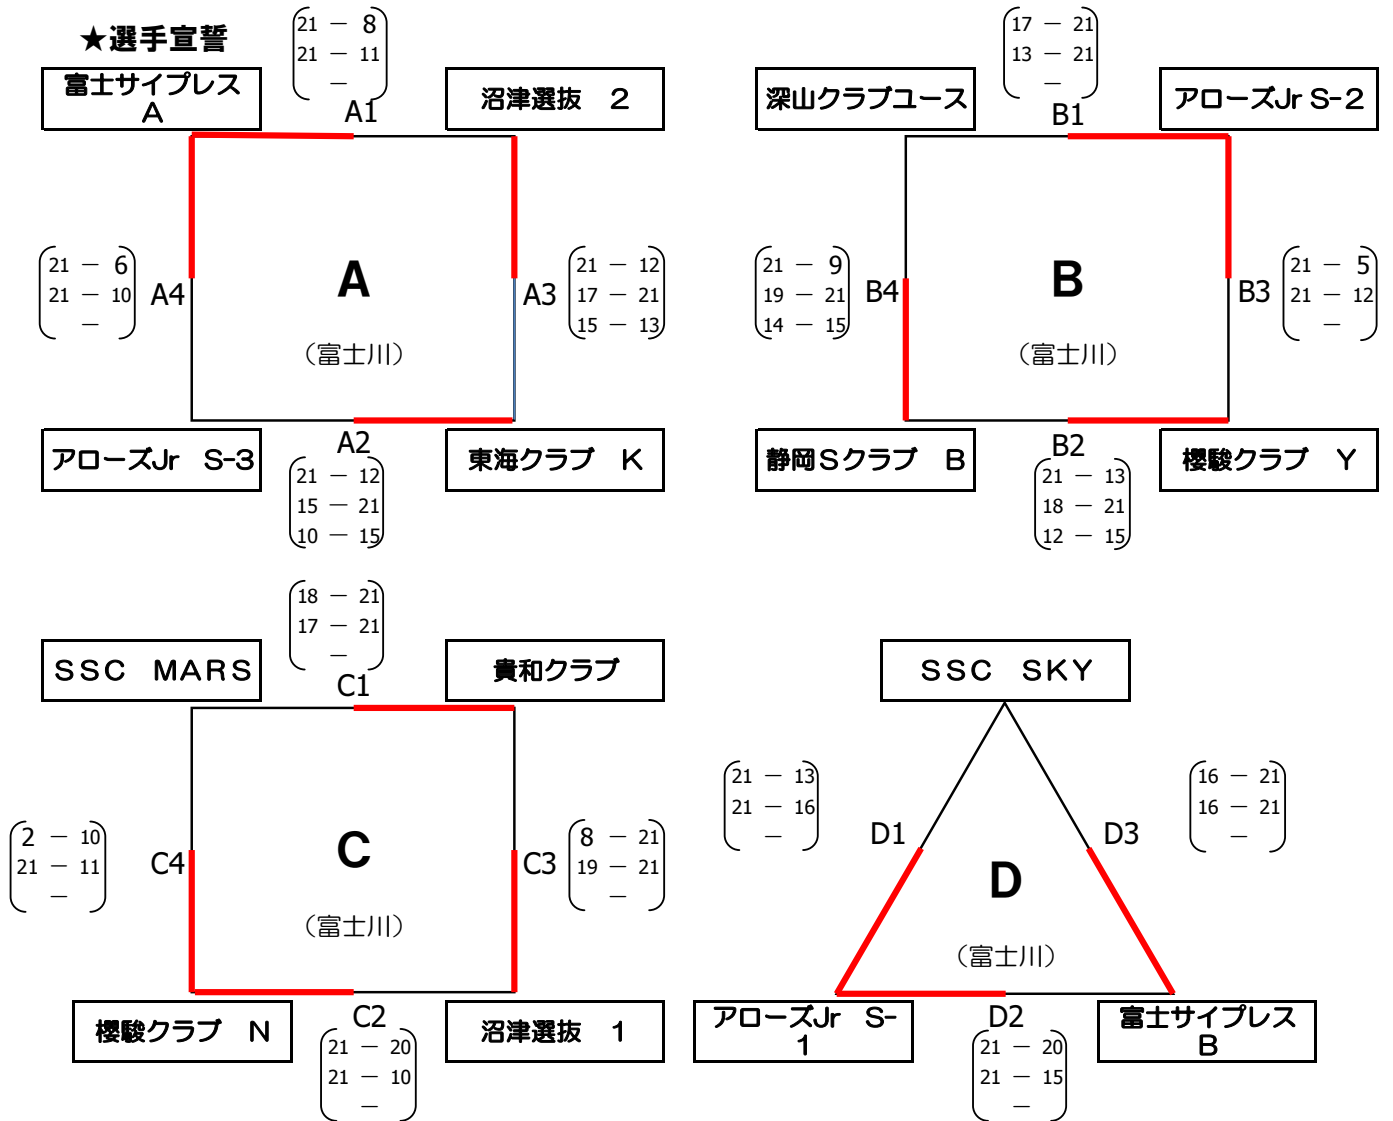 ★選手宣誓
富士サイプレス
A
21 － 8
21 － 11
－
A1
沼津選抜　2
21 － 6
21 － 10
－
A4
A
（富士川）
A3
21 － 12
17 － 21
15 － 13
アローズJr　S-3
A2
21 － 12
15 － 21
10 － 15
東海クラブ　K
深山クラブユース
17 － 21
13 － 21
－
B1
アローズJr S-2
21 － 9
19 － 21
14 － 15
B4
B
（富士川）
B3
21 － 5
21 － 12
－
静岡Sクラブ　B
B2
21 － 13
18 － 21
12 － 15
櫻駿クラブ　Y
SSC　MARS
18 － 21
17 － 21
－
C1
貴和クラブ
2 － 10
21 － 11
－
C4
C
（富士川）
C3
8 － 21
19 － 21
－
櫻駿クラブ　N
C2
21 － 20
21 － 10
－
沼津選抜　1
SSC　SKY
21 － 13
21 － 16
－
D1
D3
16 － 21
16 － 21
－
D
（富士川）
アローズJr　S-
1
D2
21 － 20
21 － 15
－
富士サイプレス
B